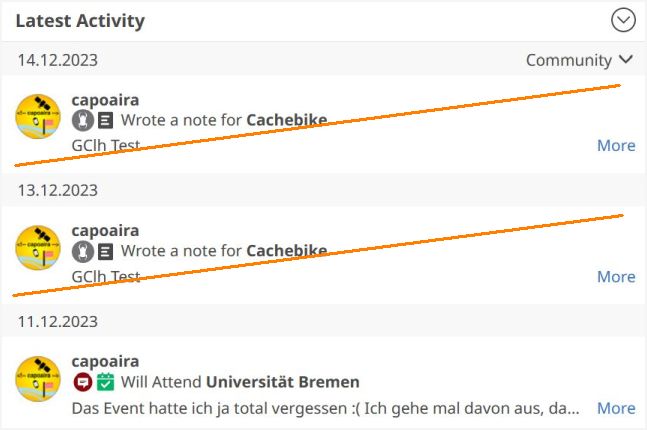 Latest Activity
14.12.2023
Community
capoaira
Wrote a note for Cachebike
GClh Test
More
13.12.2023
capoaira
Wrote a note for Cachebike
GClh Test
More
11.12.2023
capoaira
Will Attend Universität Bremen
Das Event hatte ich ja total vergessen :( Ich gehe mal davon aus, da...
More